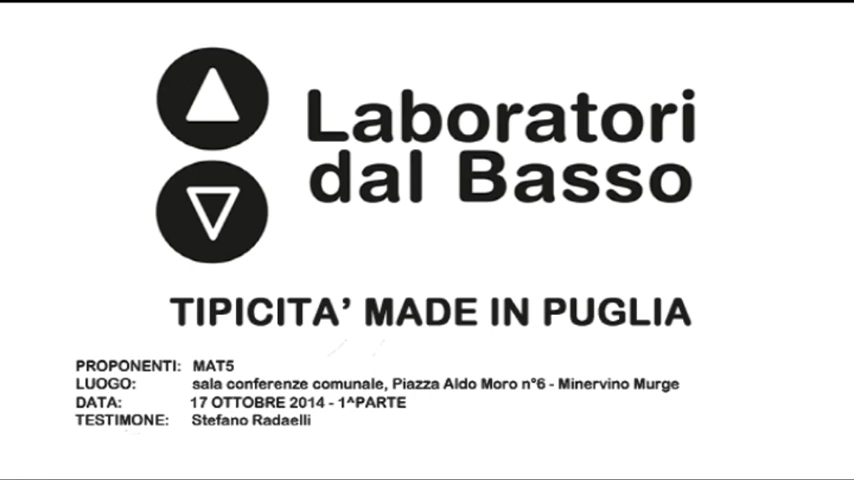 Laboratori
dal Basso
TIPICITA' MADE IN PUGLIA
PROPONENTI: MAT5
LUOGO: sala conferenze comunale, Piazza Aldo Moro n°6 - Minervino Murge
DATA: 17 OTTOBRE 2014 - 1^PARTE
TESTIMONE: Stefano Radaelli